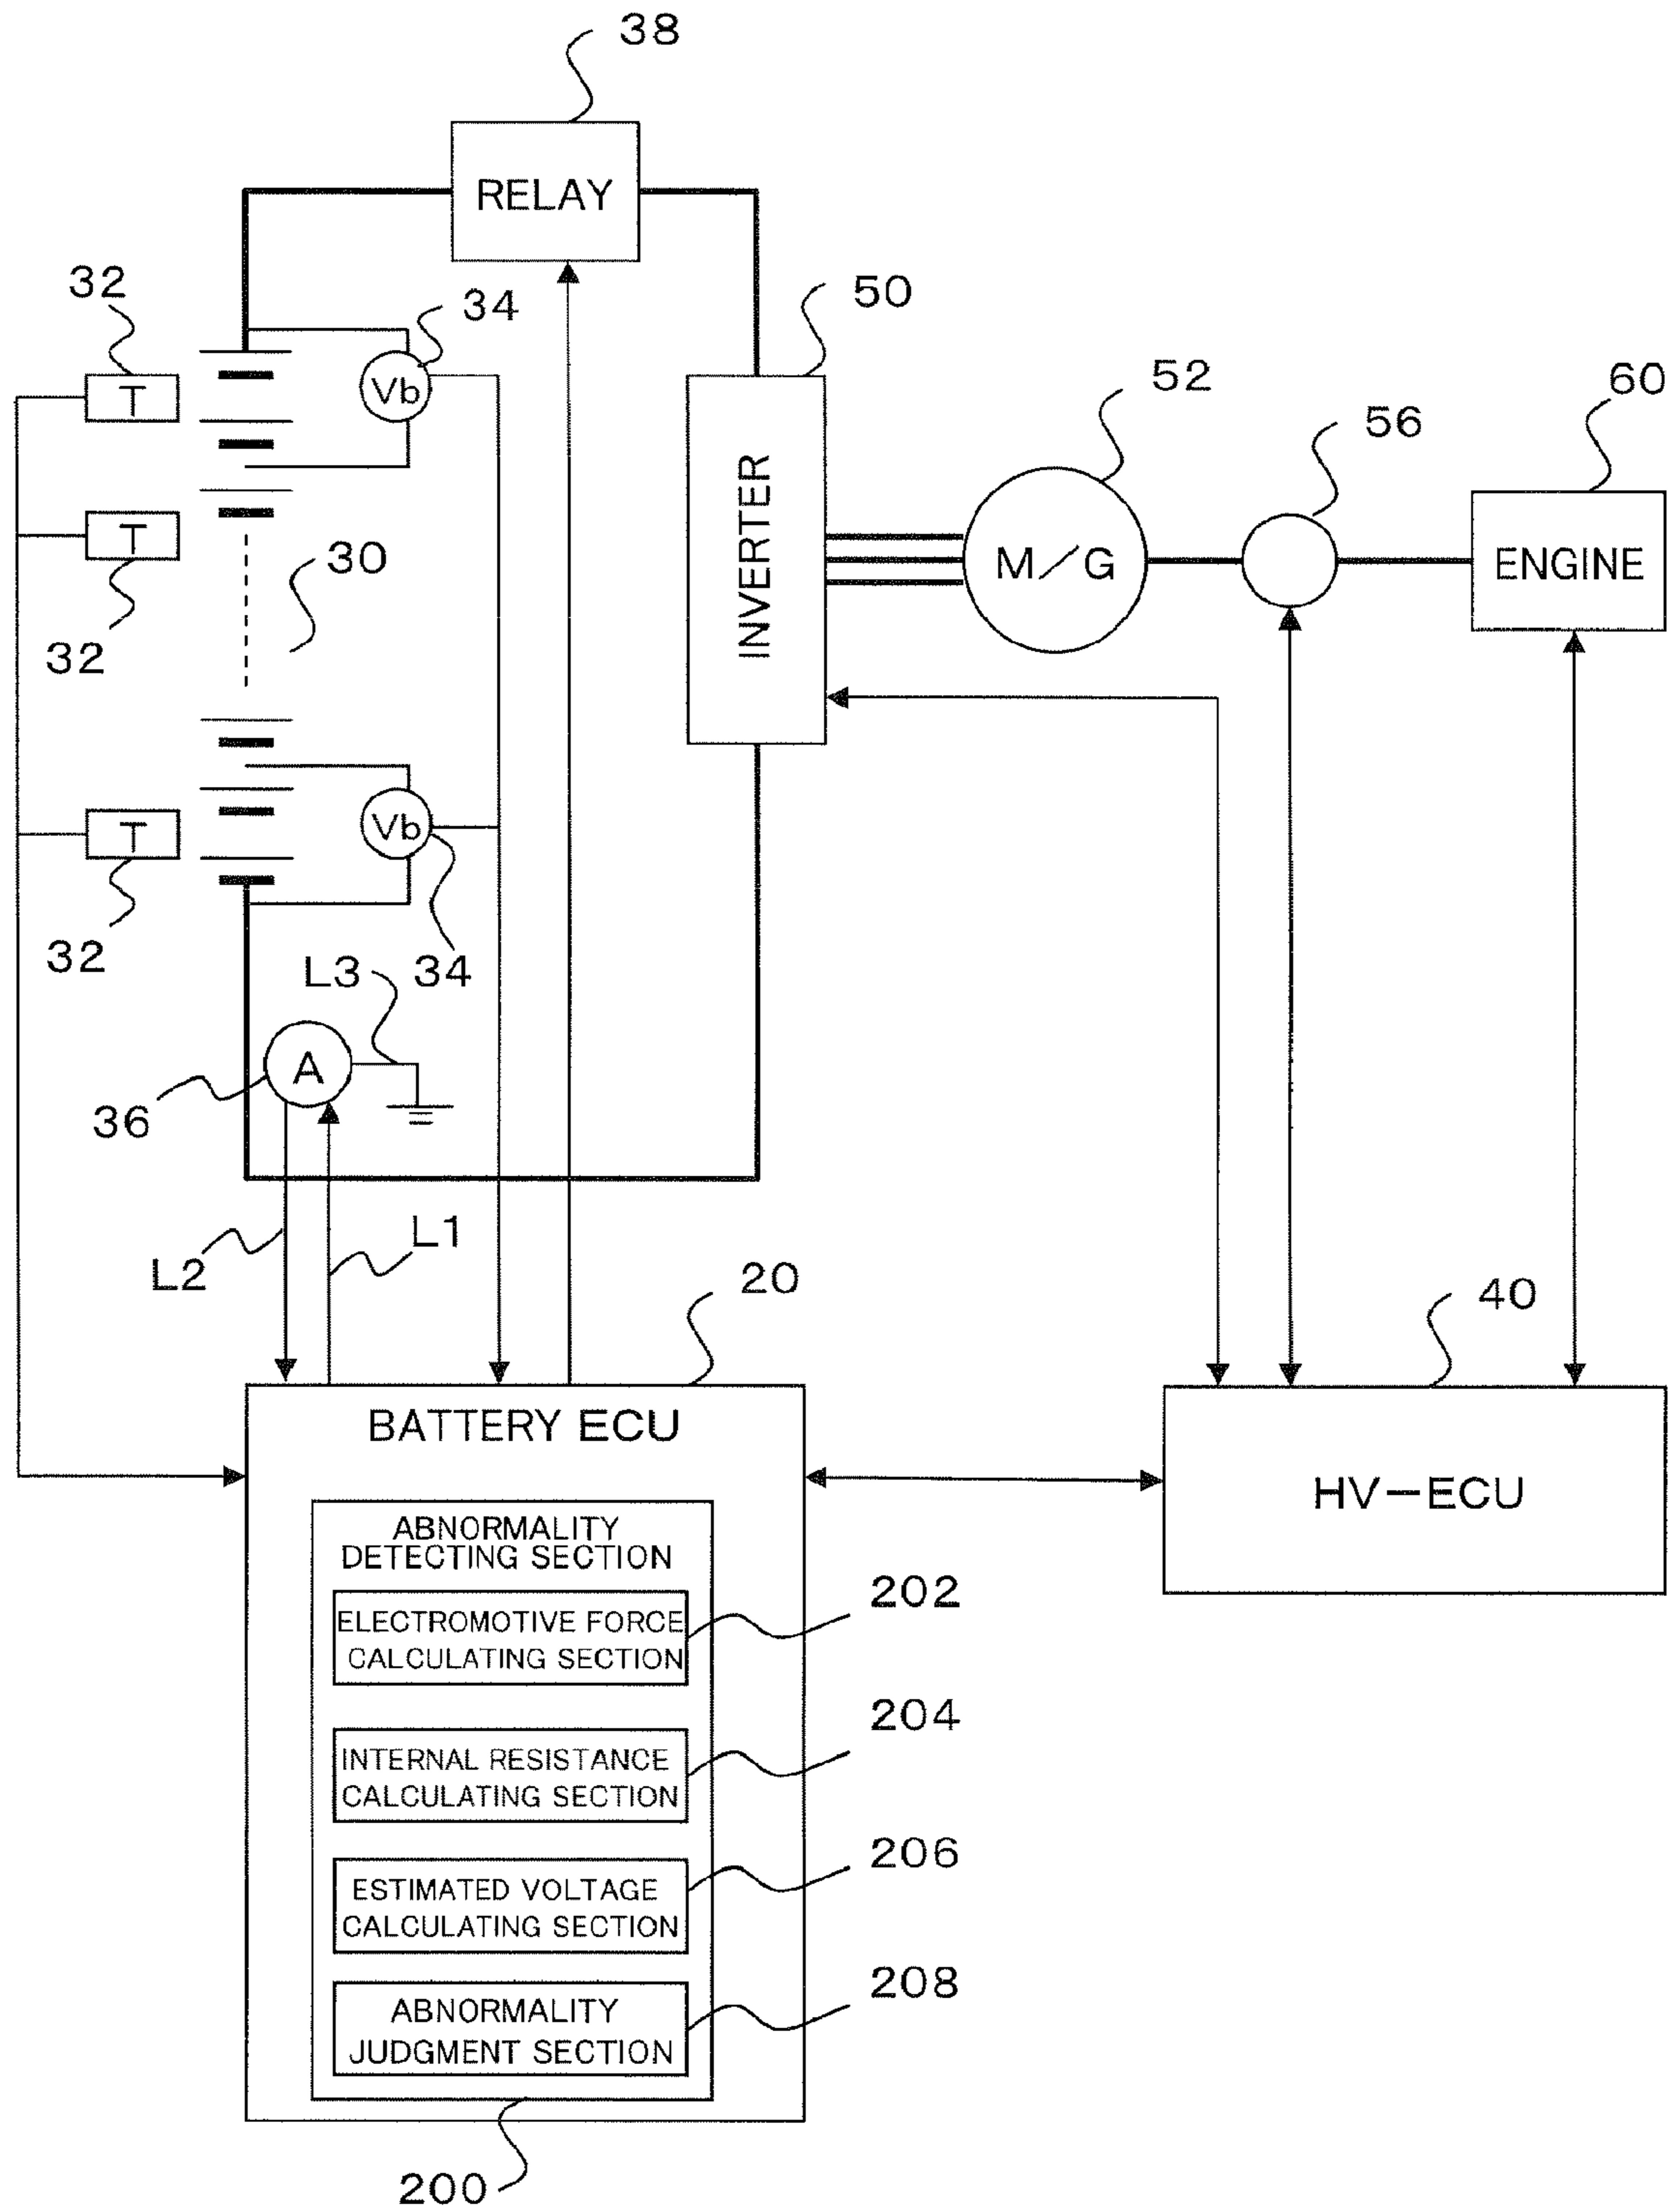 38
RELAY
32
34
50
Vb
T
52
60
56
T
30
INVERTER
M/G
ENGINE
32
T
Vb
32
L3
34
A
36
L2
L1
20
40
BATTERY ECU
HV-ECU
ABNORMALITY
DETECTING SECTION
202
ELECTROMOTIVE FORCE
CALCULATING SECTION
204
INTERNAL RESISTANCE
CALCULATING SECTION
206
ESTIMATED VOLTAGE
CALCULATING SECTION
208
ABNORMALITY
JUDGMENT SECTION
200